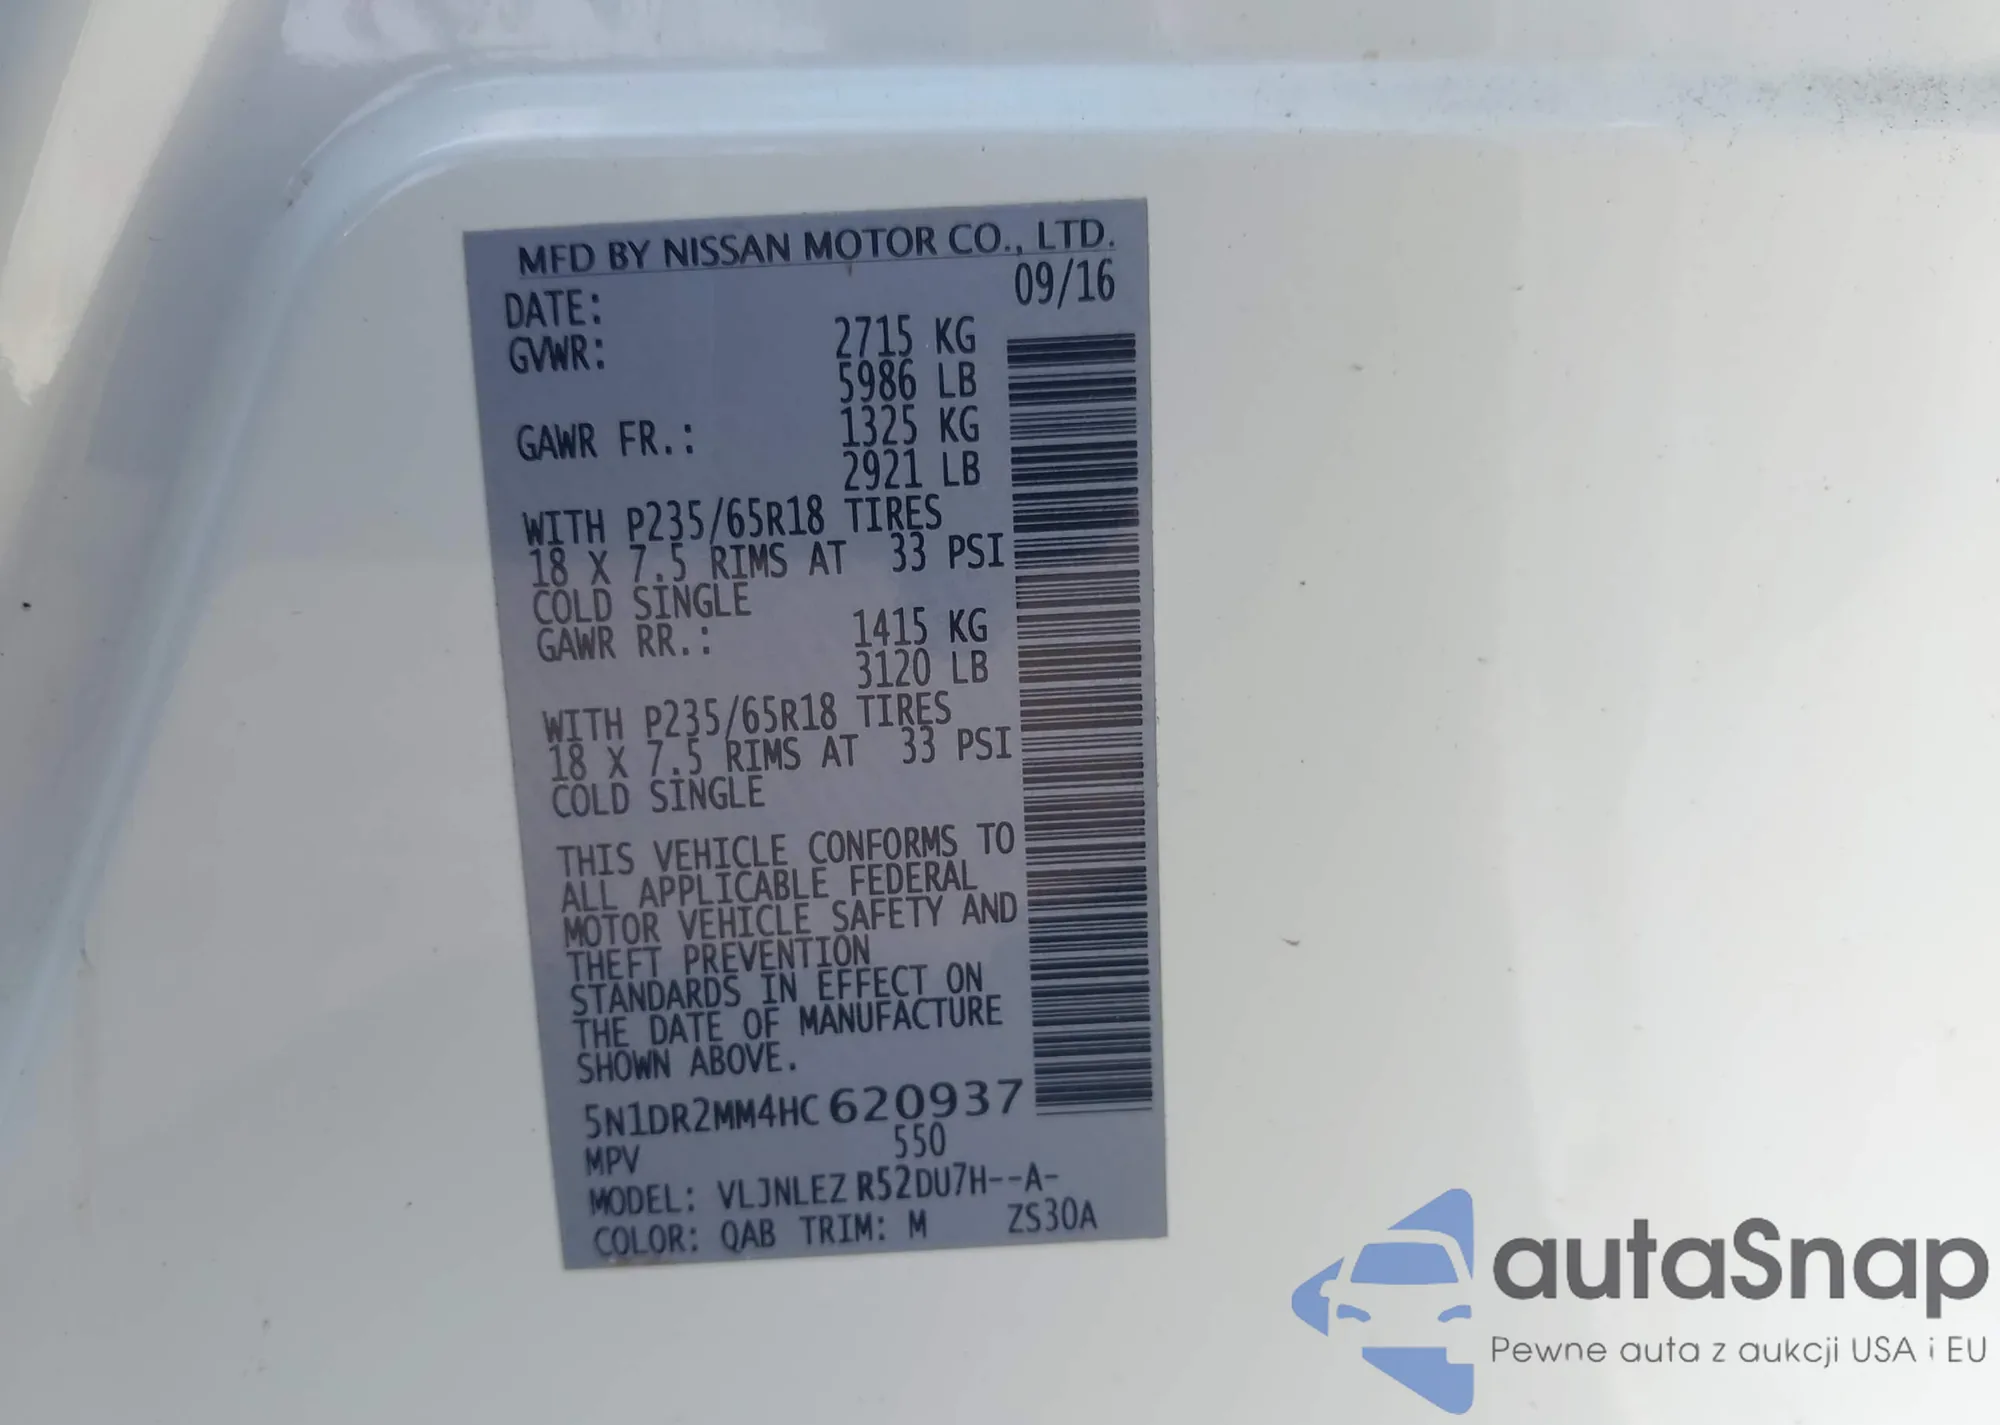 MFD BY NISSAN MOTOR CO., LTD.
DATE: 09/16
GVWR: 2715 KG
5986 LB
GAWR FR.: 1325 KG
2921 LB
WITH P235/65R18 TIRES
18 X 7.5 RIMS AT 33 PSI
COLD SINGLE
GAWR RR.: 1415 KG
3120 LB
WITH P235/65R18 TIRES
18 X 7.5 RIMS AT 33 PSI
COLD SINGLE
THIS VEHICLE CONFORMS TO
ALL APPLICABLE FEDERAL
MOTOR VEHICLE SAFETY AND
THEFT PREVENTION
STANDARDS IN EFFECT ON
THE DATE OF MANUFACTURE
SHOWN ABOVE.
5N1DR2MM4HC620937
MPV 550
MODEL: VLJNLEZ R52DU7H--A-
COLOR: QAB TRIM: M ZS30A
autaSnap
Pewne auta z aukcji USA i EU